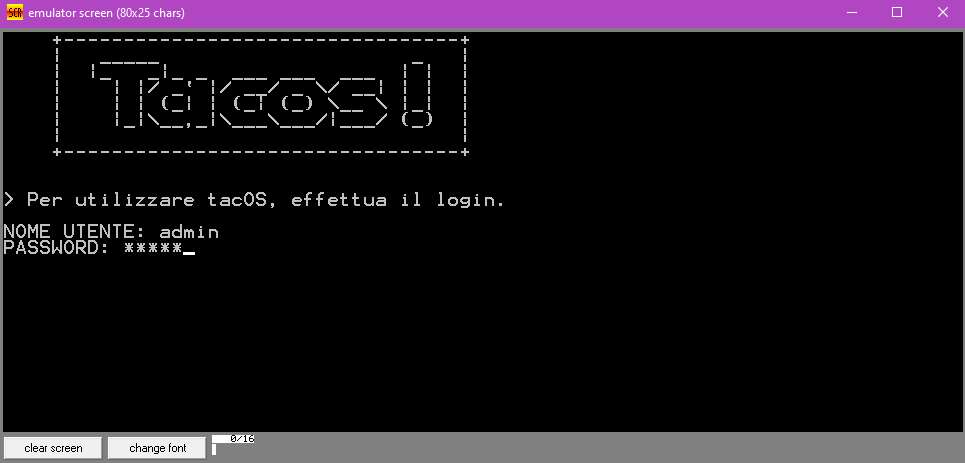 SCR emulator screen (80x25 chars)
Tacos!
> Per utilizzare tacOS, effettua il login.
NOME UTENTE: admin
PASSWORD: *****_
clear screen
change font
0/16